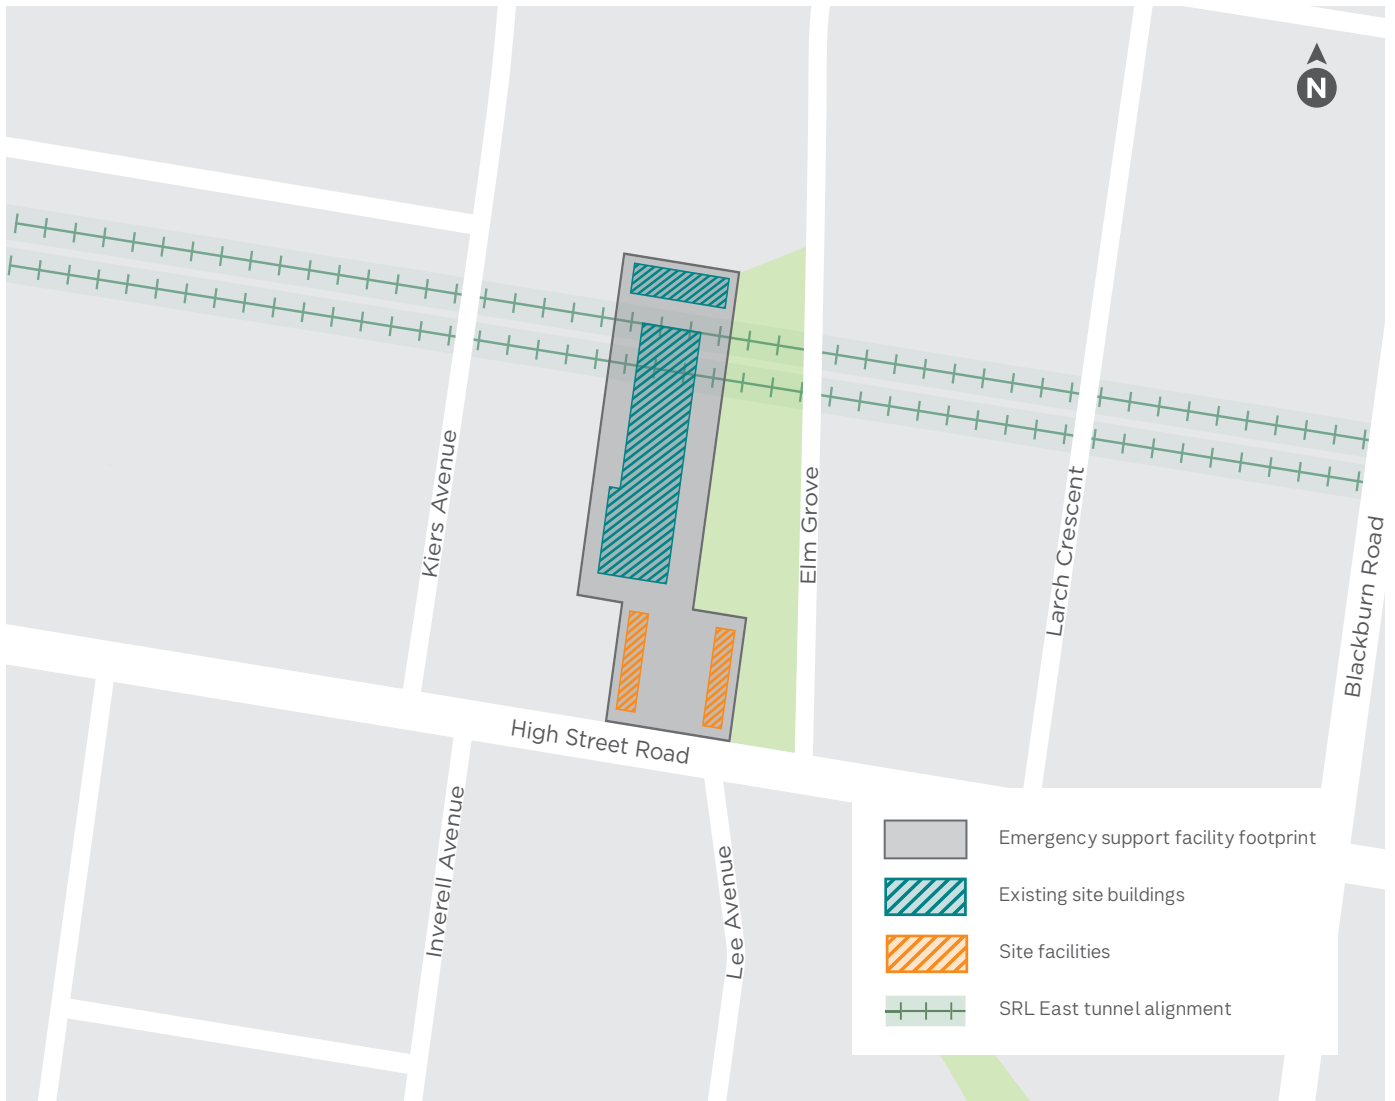 N
Kiers Avenue
Elm Grove
Larch Crescent
Blackburn Road
High Street Road
Inverell Avenue
Lee Avenue
Emergency support facility footprint
Existing site buildings
Site facilities
SRL East tunnel alignment